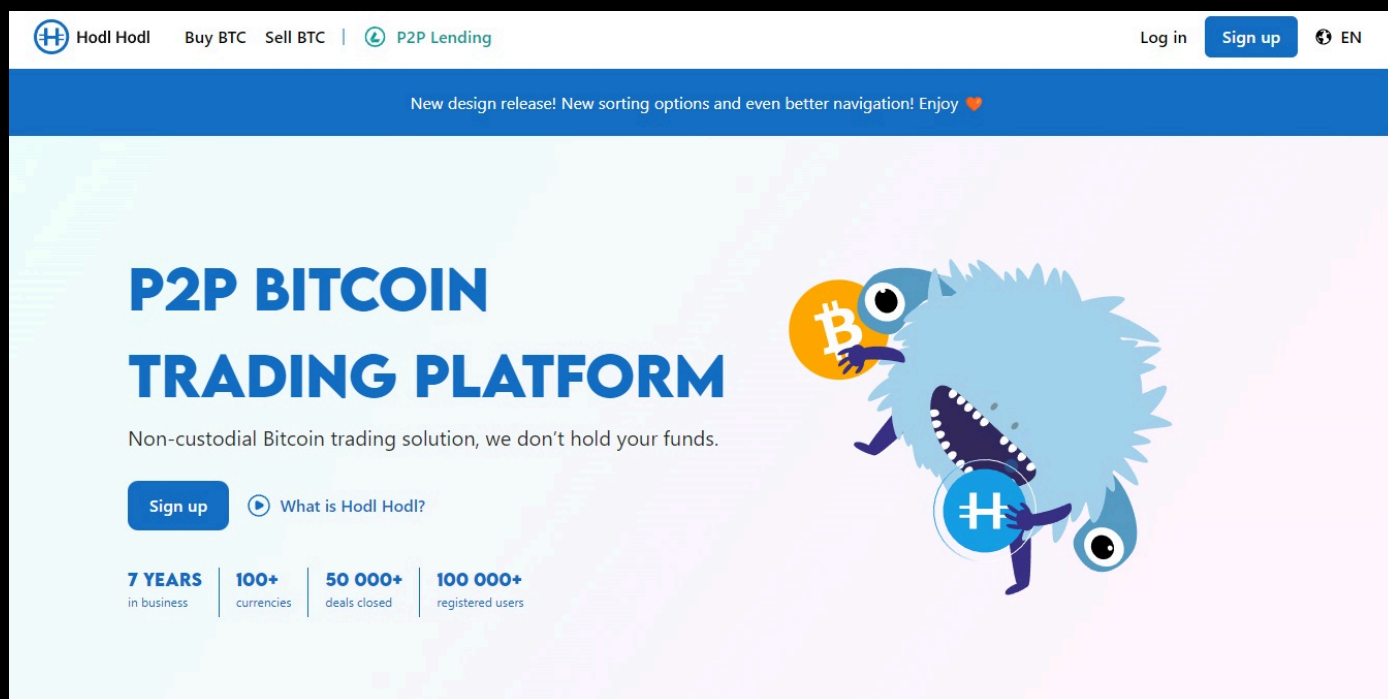 Hodl Hodl Buy BTC Sell BTC | P2P Lending Log in Sign up EN
New design release! New sorting options and even better navigation! Enjoy 🧡
P2P BITCOIN
TRADING PLATFORM
Non-custodial Bitcoin trading solution, we don’t hold your funds.
Sign up What is Hodl Hodl?
7 YEARS 100+ 50 000+ 100 000+
in business currencies deals closed registered users